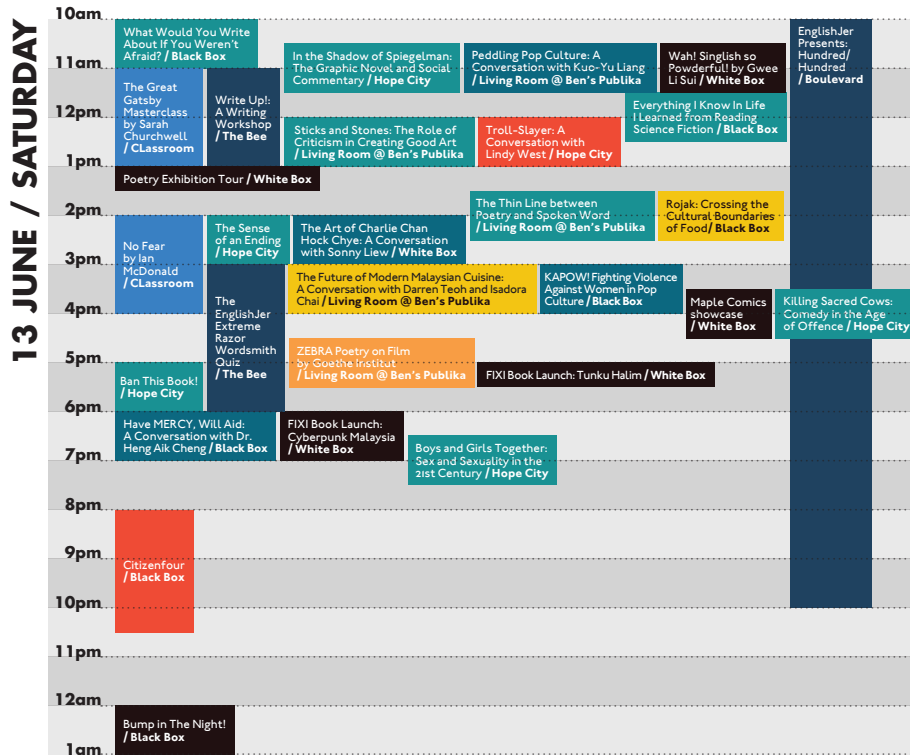 13 JUNE / SATURDAY
10am
What Would You Write
About If You Weren't
Afraid? / Black Box
EnglishJer
Presents:
Hundred/
Hundred
/ Boulevard
In the Shadow of Spiegelman:
The Graphic Novel and Social
Commentary / Hope City
Peddling Pop Culture: A
Conversation with Kuo-Yu Liang
/ Living Room @ Ben's Publika
Wah! Singlish so
Powderful! by Gwee
Li Sui / White Box
11am
The Great
Gatsby
Masterclass
by Sarah
Churchwell
/ CLassroom
Write Up!:
A Writing
Workshop
/ The Bee
Everything I Know In Life
I Learned from Reading
Science Fiction / Black Box
12pm
Sticks and Stones: The Role of
Criticism in Creating Good Art
/ Living Room @ Ben's Publika
Troll-Slayer: A
Conversation with
Lindy West / Hope City
1pm
Poetry Exhibition Tour / White Box
The Thin Line between
Poetry and Spoken Word
/ Living Room @ Ben's Publika
Rojak: Crossing the
Cultural Boundaries
of Food/ Black Box
2pm
No Fear
by Ian
McDonald
/ CLassroom
The Sense
of an Ending
/ Hope City
The Art of Charlie Chan
Hock Chye: A Conversation
with Sonny Liew / White Box
3pm
The
EnglishJer
Extreme
Razor
Wordsmith
Quiz
/ The Bee
The Future of Modern Malaysian Cuisine:
A Conversation with Darren Teoh and Isadora
Chai / Living Room @ Ben's Publika
KAPOW! Fighting Violence
Against Women in Pop
Culture / Black Box
Maple Comics
showcase
/ White Box
Killing Sacred Cows:
Comedy in the Age
of Offence / Hope City
4pm
ZEBRA Poetry on Film
by Goethe Institut
/ Living Room @ Ben's Publika
5pm
Ban This Book!
/ Hope City
FIXI Book Launch: Tunku Halim / White Box
6pm
Have MERCY, Will Aid:
A Conversation with Dr.
Heng Aik Cheng / Black Box
FIXI Book Launch:
Cyberpunk Malaysia
/ White Box
Boys and Girls Together:
Sex and Sexuality in the
21st Century / Hope City
7pm
8pm
Citizenfour
/ Black Box
9pm
10pm
11pm
12am
Bump in The Night!
/ Black Box
1am